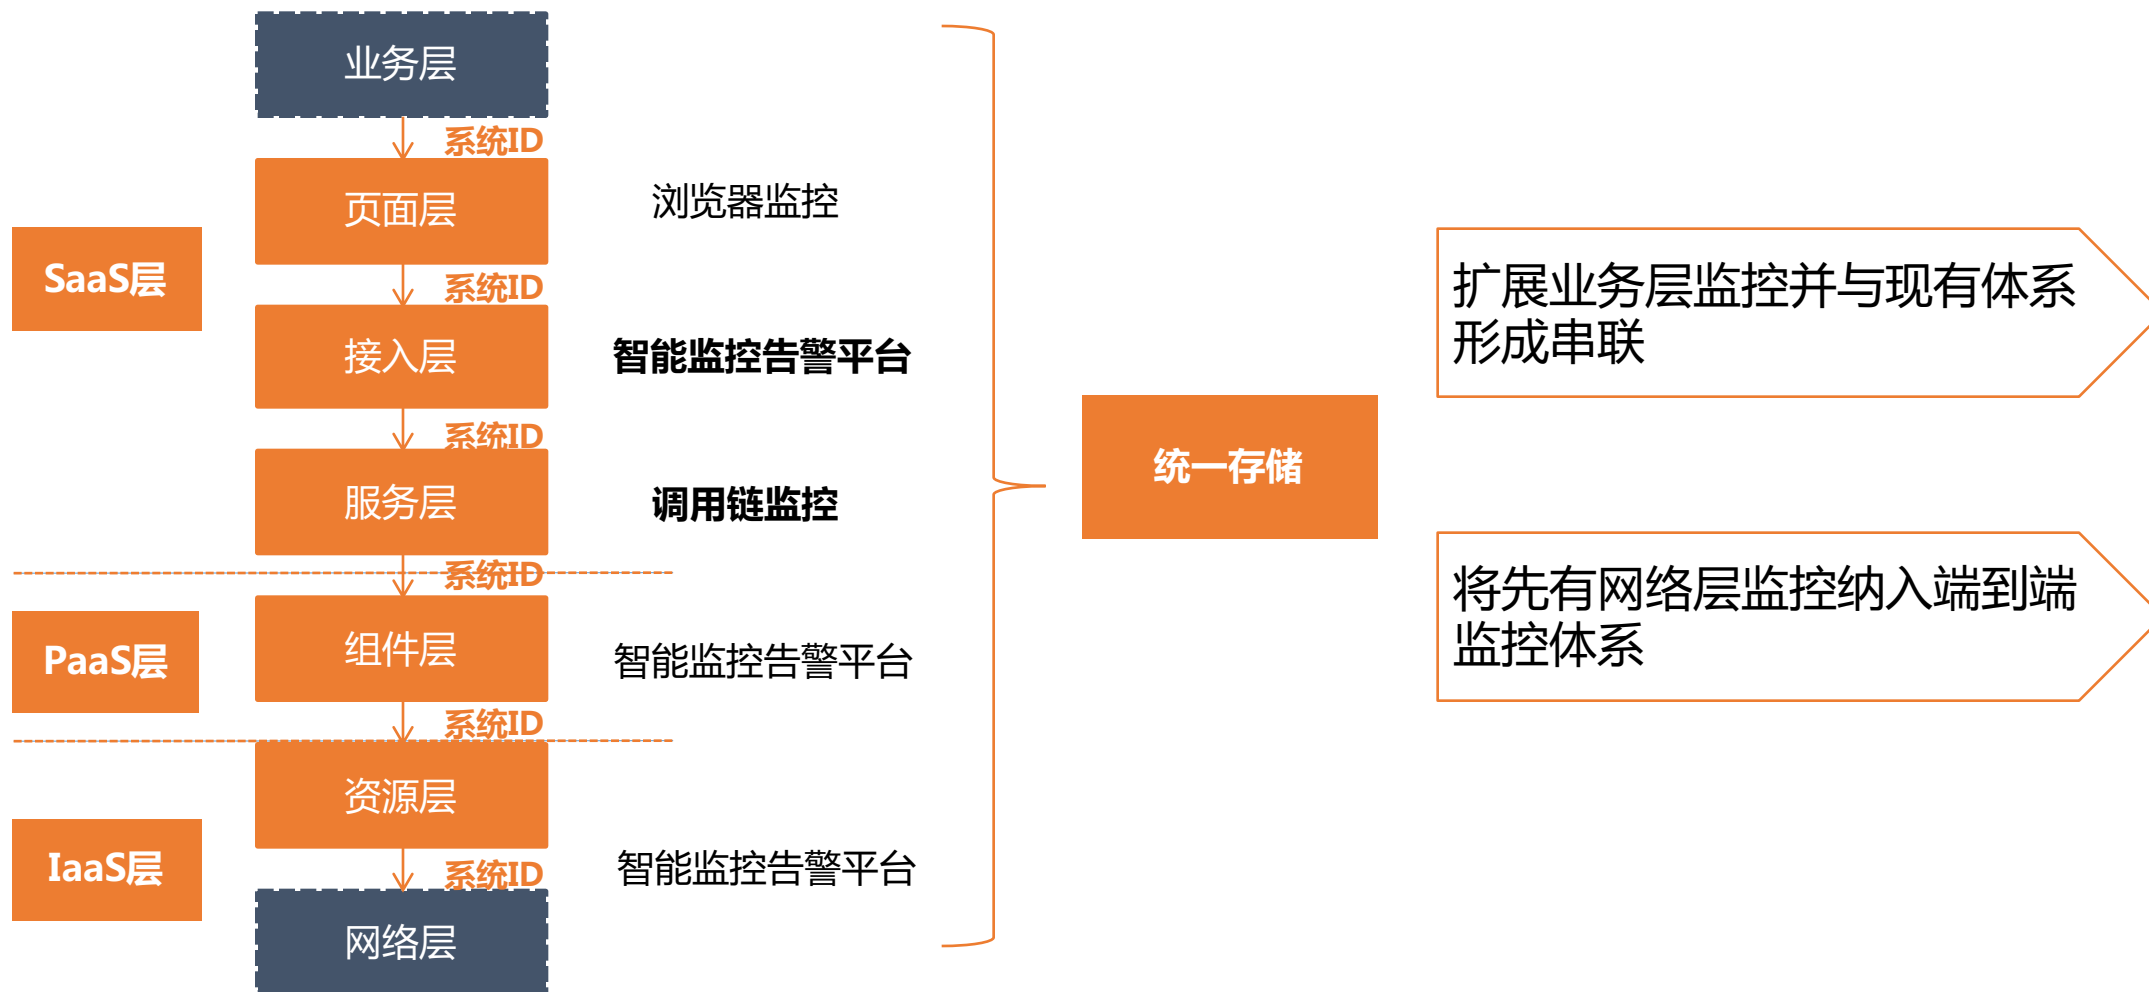 业务层
系统ID
页面层
浏览器监控
SaaS层
系统ID
接入层
智能监控告警平台
系统ID
服务层
调用链监控
系统ID
PaaS层
组件层
智能监控告警平台
系统ID
资源层
IaaS层
智能监控告警平台
系统ID
网络层
统一存储
扩展业务层监控并与现有体系
形成串联
将先有网络层监控纳入端到端
监控体系